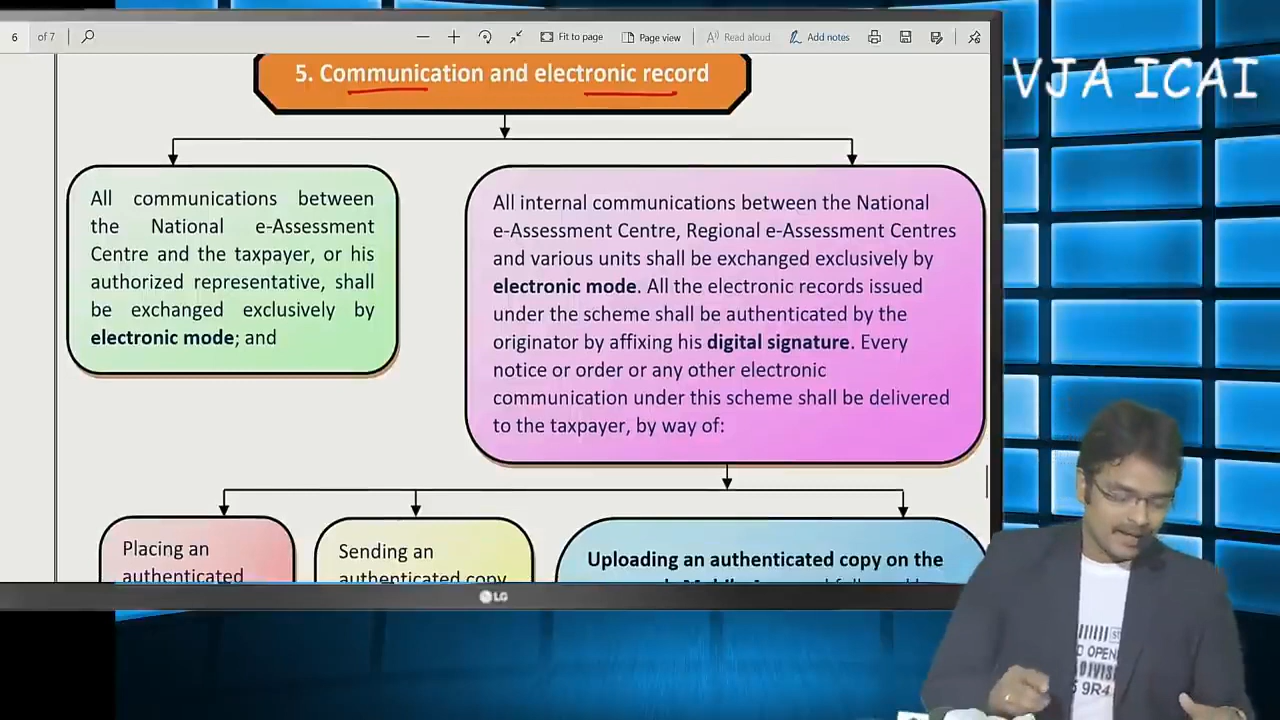 6 of 7
Fit to page
Page view
Read aloud
Add notes
VJA ICAI
5. Communication and electronic record
All communications between
the National e-Assessment
Centre and the taxpayer, or his
authorized representative, shall
be exchanged exclusively by
electronic mode; and
All internal communications between the National
e-Assessment Centre, Regional e-Assessment Centres
and various units shall be exchanged exclusively by
electronic mode. All the electronic records issued
under the scheme shall be authenticated by the
originator by affixing his digital signature. Every
notice or order or any other electronic
communication under this scheme shall be delivered
to the taxpayer, by way of:
Placing an
authenticated
Sending an
authenticated copy
Uploading an authenticated copy on the
LG